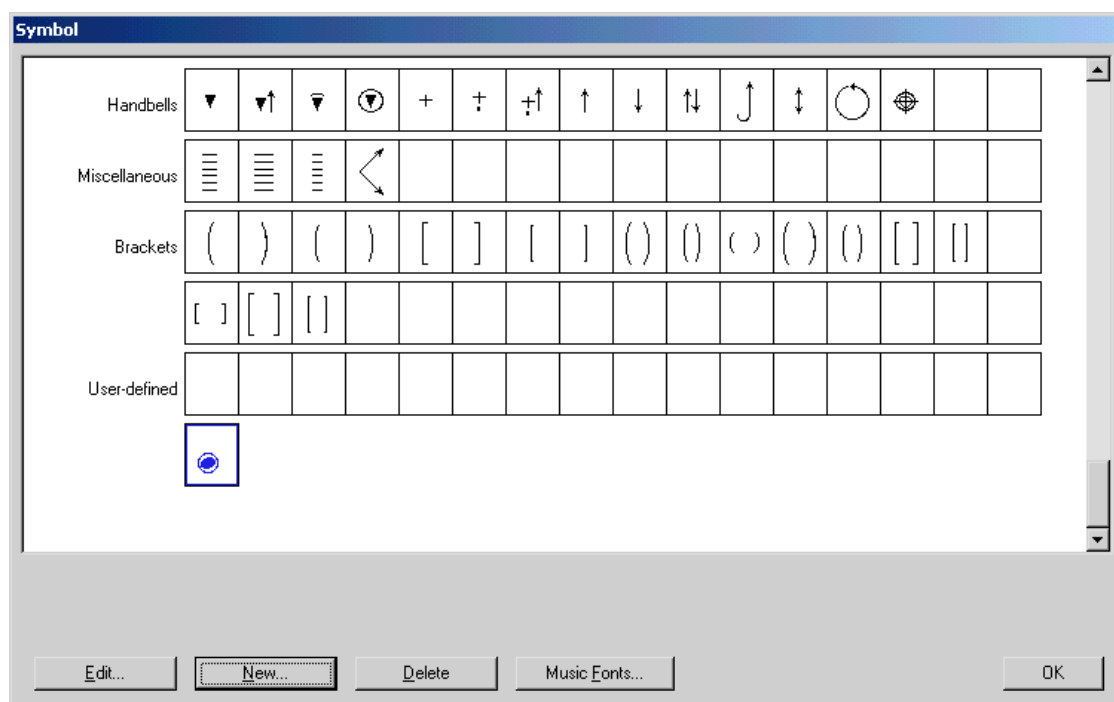 Symbol
Handbells
Miscellaneous
Brackets ( ) ( ) [ ] [ ] ( ) ( ) ( ) ( ) ( ) [ ] [ ]
[ ] [ ] [ ]
User-defined
Edit... New... Delete Music Fonts... OK